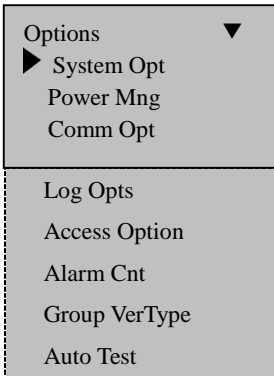 Options ▼
▶ System Opt
Power Mng
Comm Opt
Log Opts
Access Option
Alarm Cnt
Group VerType
Auto Test